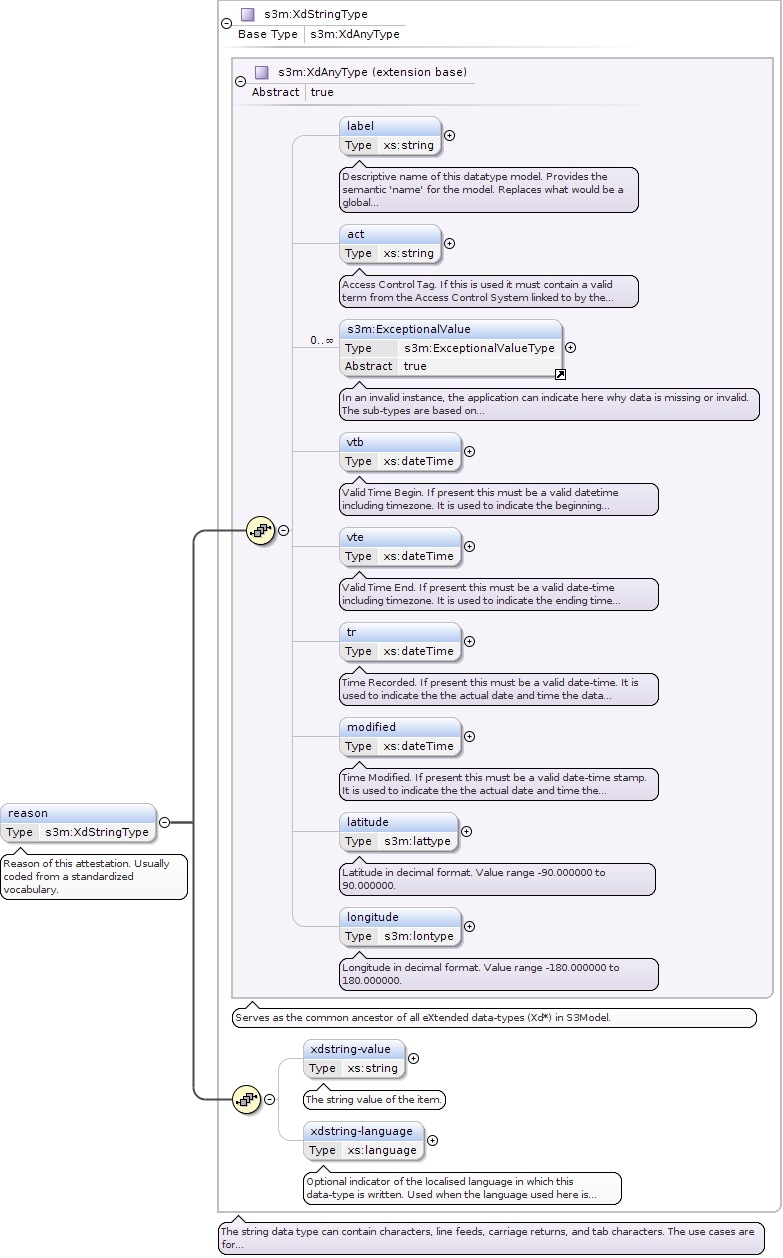 s3m:XdStringType
Base Type s3m:XdAnyType
s3m:XdAnyType (extension base)
Abstract true
label
Type xs:string
Descriptive name of this datatype model. Provides the
semantic 'name' for the model. Replaces what would be a
global...
act
Type xs:string
Access Control Tag. If this is used it must contain a valid
term from the Access Control System linked to by the...
0..∞
s3m:ExceptionalValue
Type s3m:ExceptionalValueType
Abstract true
In an invalid instance, the application can indicate here why data is missing or invalid.
The sub-types are based on...
vtb
Type xs:dateTime
Valid Time Begin. If present this must be a valid datetime
including timezone. It is used to indicate the beginning...
vte
Type xs:dateTime
Valid Time End. If present this must be a valid date-time
including timezone. It is used to indicate the ending time...
tr
Type xs:dateTime
Time Recorded. If present this must be a valid date-time. It is
used to indicate the the actual date and time the data...
modified
Type xs:dateTime
Time Modified. If present this must be a valid date-time stamp.
It is used to indicate the the actual date and time the...
latitude
Type s3m:lattype
Latitude in decimal format. Value range -90.000000 to
90.000000.
longitude
Type s3m:lontype
Longitude in decimal format. Value range -180.000000 to
180.000000.
reason
Type s3m:XdStringType
Reason of this attestation. Usually
coded from a standardized
vocabulary.
Serves as the common ancestor of all eXtended data-types (Xd*) in S3Model.
xdstring-value
Type xs:string
The string value of the item.
xdstring-language
Type xs:language
Optional indicator of the localised language in which this
data-type is written. Used when the language used here is...
The string data type can contain characters, line feeds, carriage returns, and tab characters. The use cases are
for...